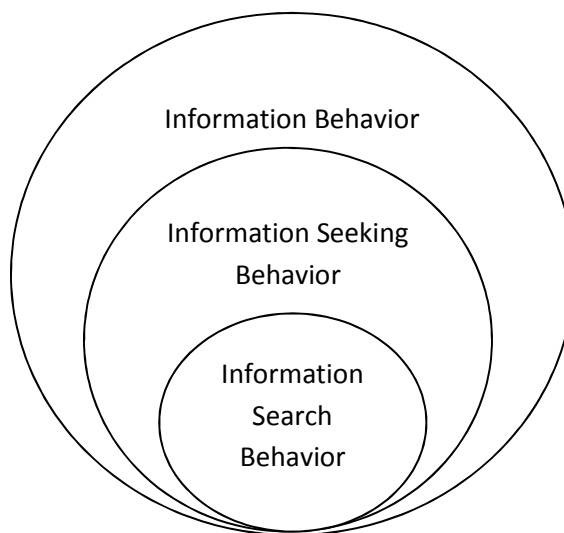 Information Behavior
Information Seeking
Behavior
Information
Search
Behavior